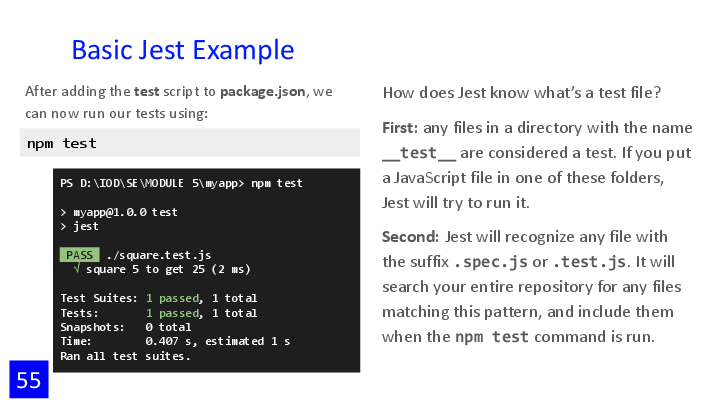 Basic Jest Example
After adding the test script to package.json, we
can now run our tests using:
npm test
PS D:\IOD\SE\MODULE 5\myapp> npm test
> myapp@1.0.0 test
> jest
PASS ./square.test.js
√ square 5 to get 25 (2 ms)
Test Suites: 1 passed, 1 total
Tests: 1 passed, 1 total
Snapshots: 0 total
Time: 0.407 s, estimated 1 s
Ran all test suites.
55
How does Jest know what’s a test file?
First: any files in a directory with the name
__test__ are considered a test. If you put
a JavaScript file in one of these folders,
Jest will try to run it.
Second: Jest will recognize any file with
the suffix .spec.js or .test.js. It will
search your entire repository for any files
matching this pattern, and include them
when the npm test command is run.